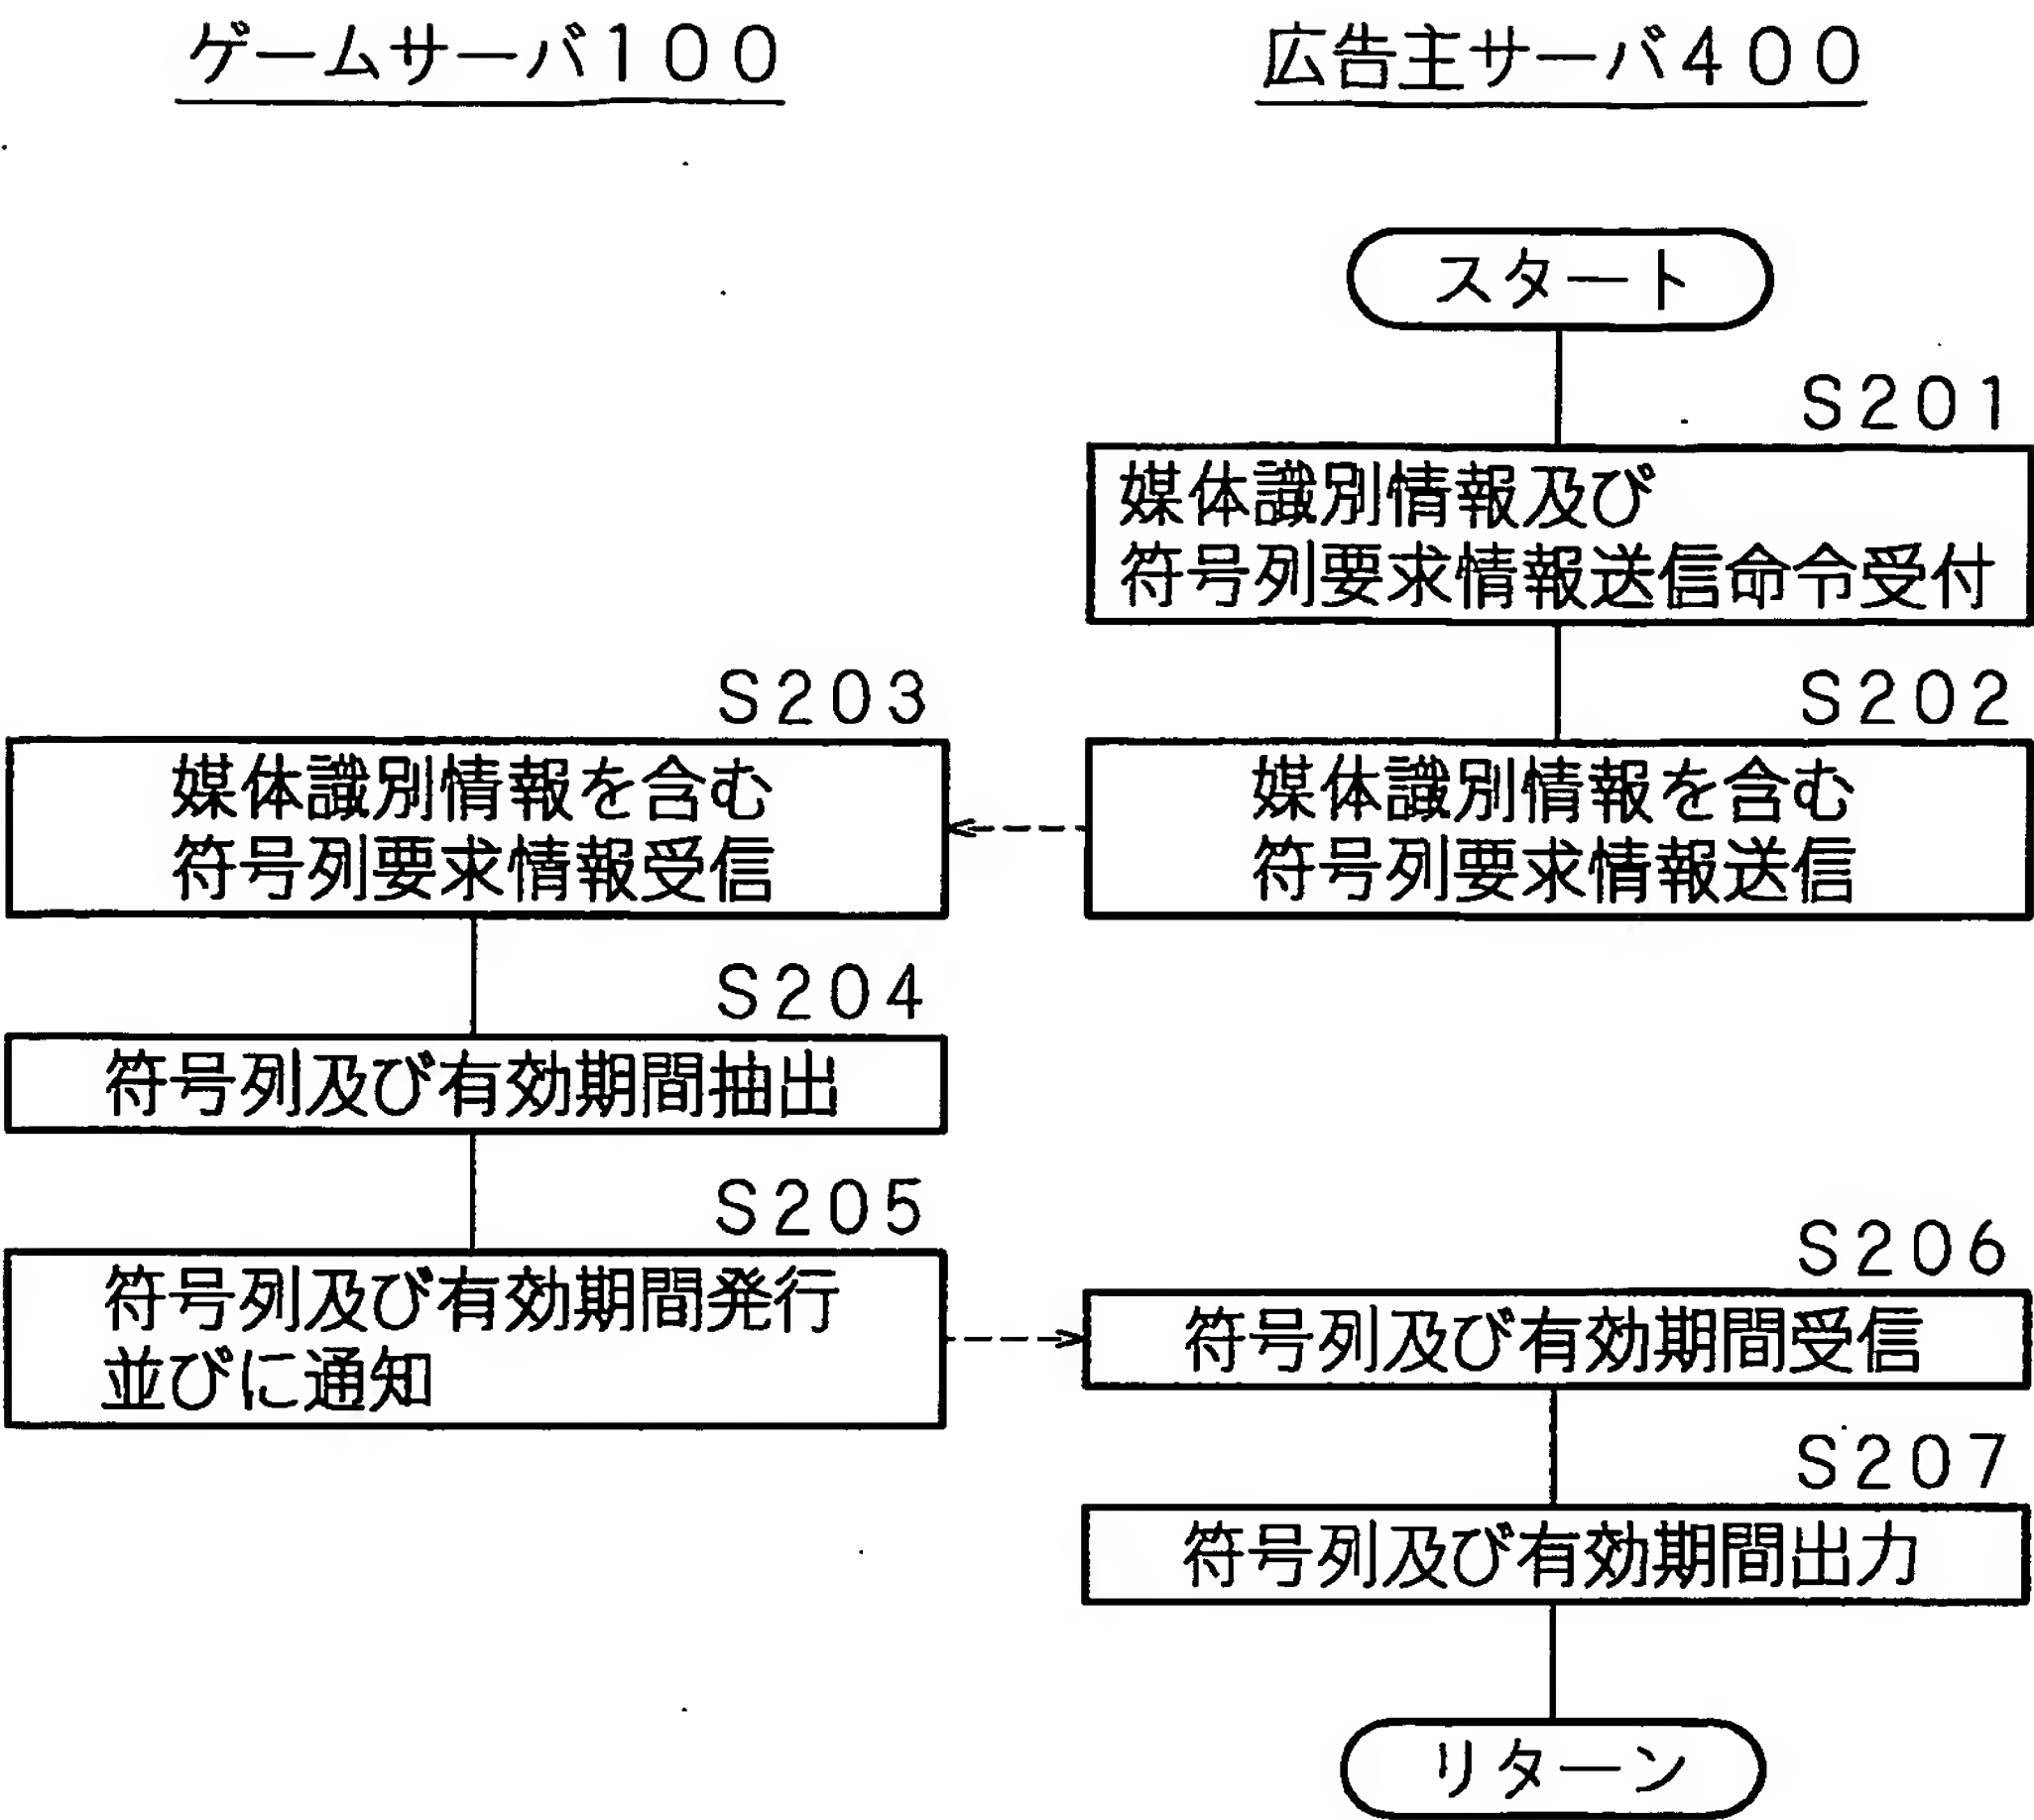 ゲームサーバ100
広告主サーバ400
スタート
S201
媒体識別情報及び
符号列要求情報送信命令受付
S203
S202
媒体識別情報を含む
符号列要求情報受信
媒体識別情報を含む
符号列要求情報送信
S204
符号列及び有効期間抽出
S205
符号列及び有効期間発行
並びに通知
S206
符号列及び有効期間受信
S207
符号列及び有効期間出力
リターン